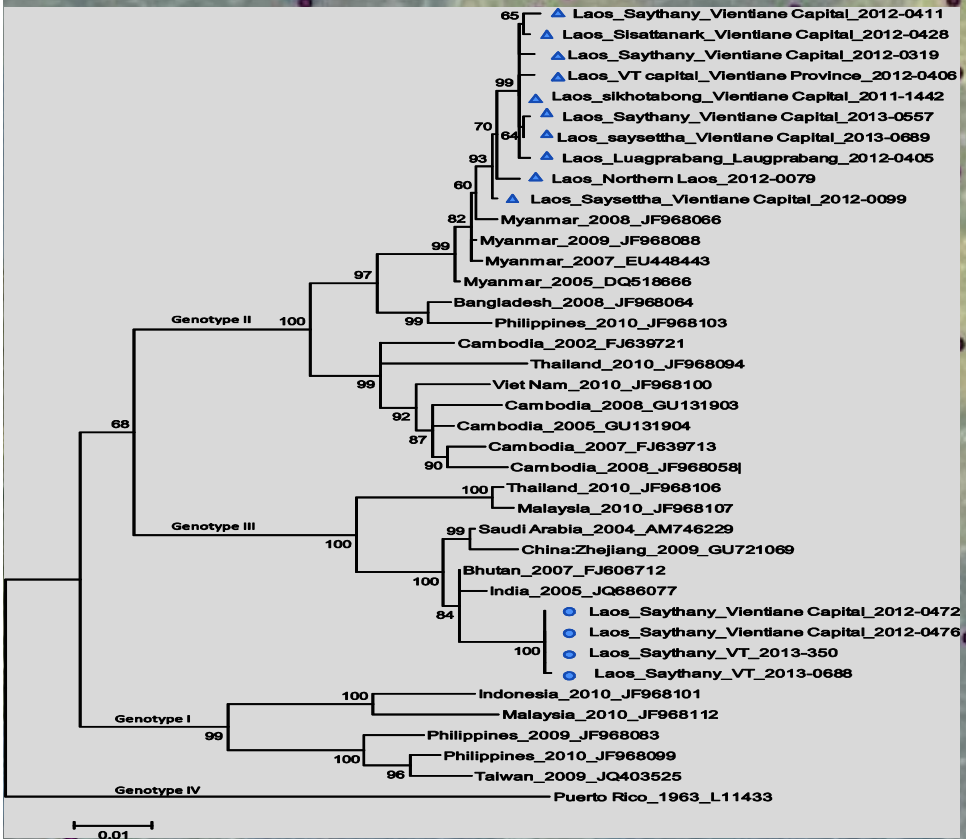 65
Laos_Saythany_Vientiane Capital_2012-0411
Laos_Sisattanark_Vientiane Capital_2012-0428
Laos_Saythany_Vientiane Capital_2012-0319
Laos_VT capital_Vientiane Province_2012-0406
99
Laos_sikhotabong_Vientiane Capital_2011-1442
Laos_Saythany_Vientiane Capital_2013-0557
70
64
Laos_saysettha_Vientiane Capital_2013-0689
Laos_Luagprabang_Laugprabang_2012-0405
93
Laos_Northern Laos_2012-0079
60
Laos_Saysettha_Vientiane Capital_2012-0099
82
Myanmar_2008_JF968066
99
Myanmar_2009_JF968088
Myanmar_2007_EU448443
97
Myanmar_2005_DQ518666
Bangladesh_2008_JF968064
Genotype II
100
99
Philippines_2010_JF968103
Cambodia_2002_FJ639721
Thailand_2010_JF968094
99
Viet Nam_2010_JF968100
Cambodia_2008_GU131903
92
68
Cambodia_2005_GU131904
87
Cambodia_2007_FJ639713
90
Cambodia_2008_JF968058|
100
Thailand_2010_JF968106
Malaysia_2010_JF968107
Genotype III
99
Saudi Arabia_2004_AM746229
100
China:Zhejiang_2009_GU721069
Bhutan_2007_FJ606712
100
India_2005_JQ686077
84
Laos_Saythany_Vientiane Capital_2012-0472
Laos_Saythany_Vientiane Capital_2012-0476
100
Laos_Saythany_VT_2013-350
Laos_Saythany_VT_2013-0688
100
Indonesia_2010_JF968101
Malaysia_2010_JF968112
Genotype I
99
Philippines_2009_JF968083
100
Philippines_2010_JF968099
96
Taiwan_2009_JQ403525
Genotype IV
Puerto Rico_1963_L11433
0.01